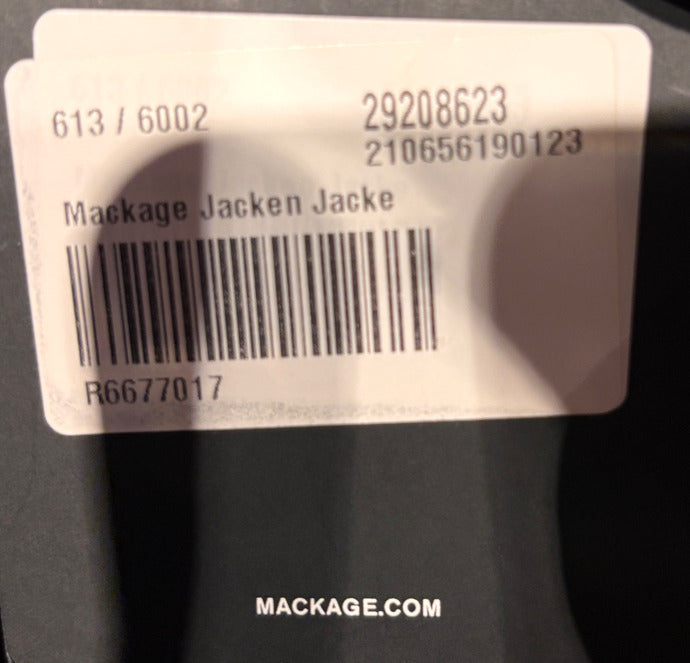 613 / 6002
29208623
210656190123
Mackage Jacken Jacke
R6677017
MACKAGE.COM